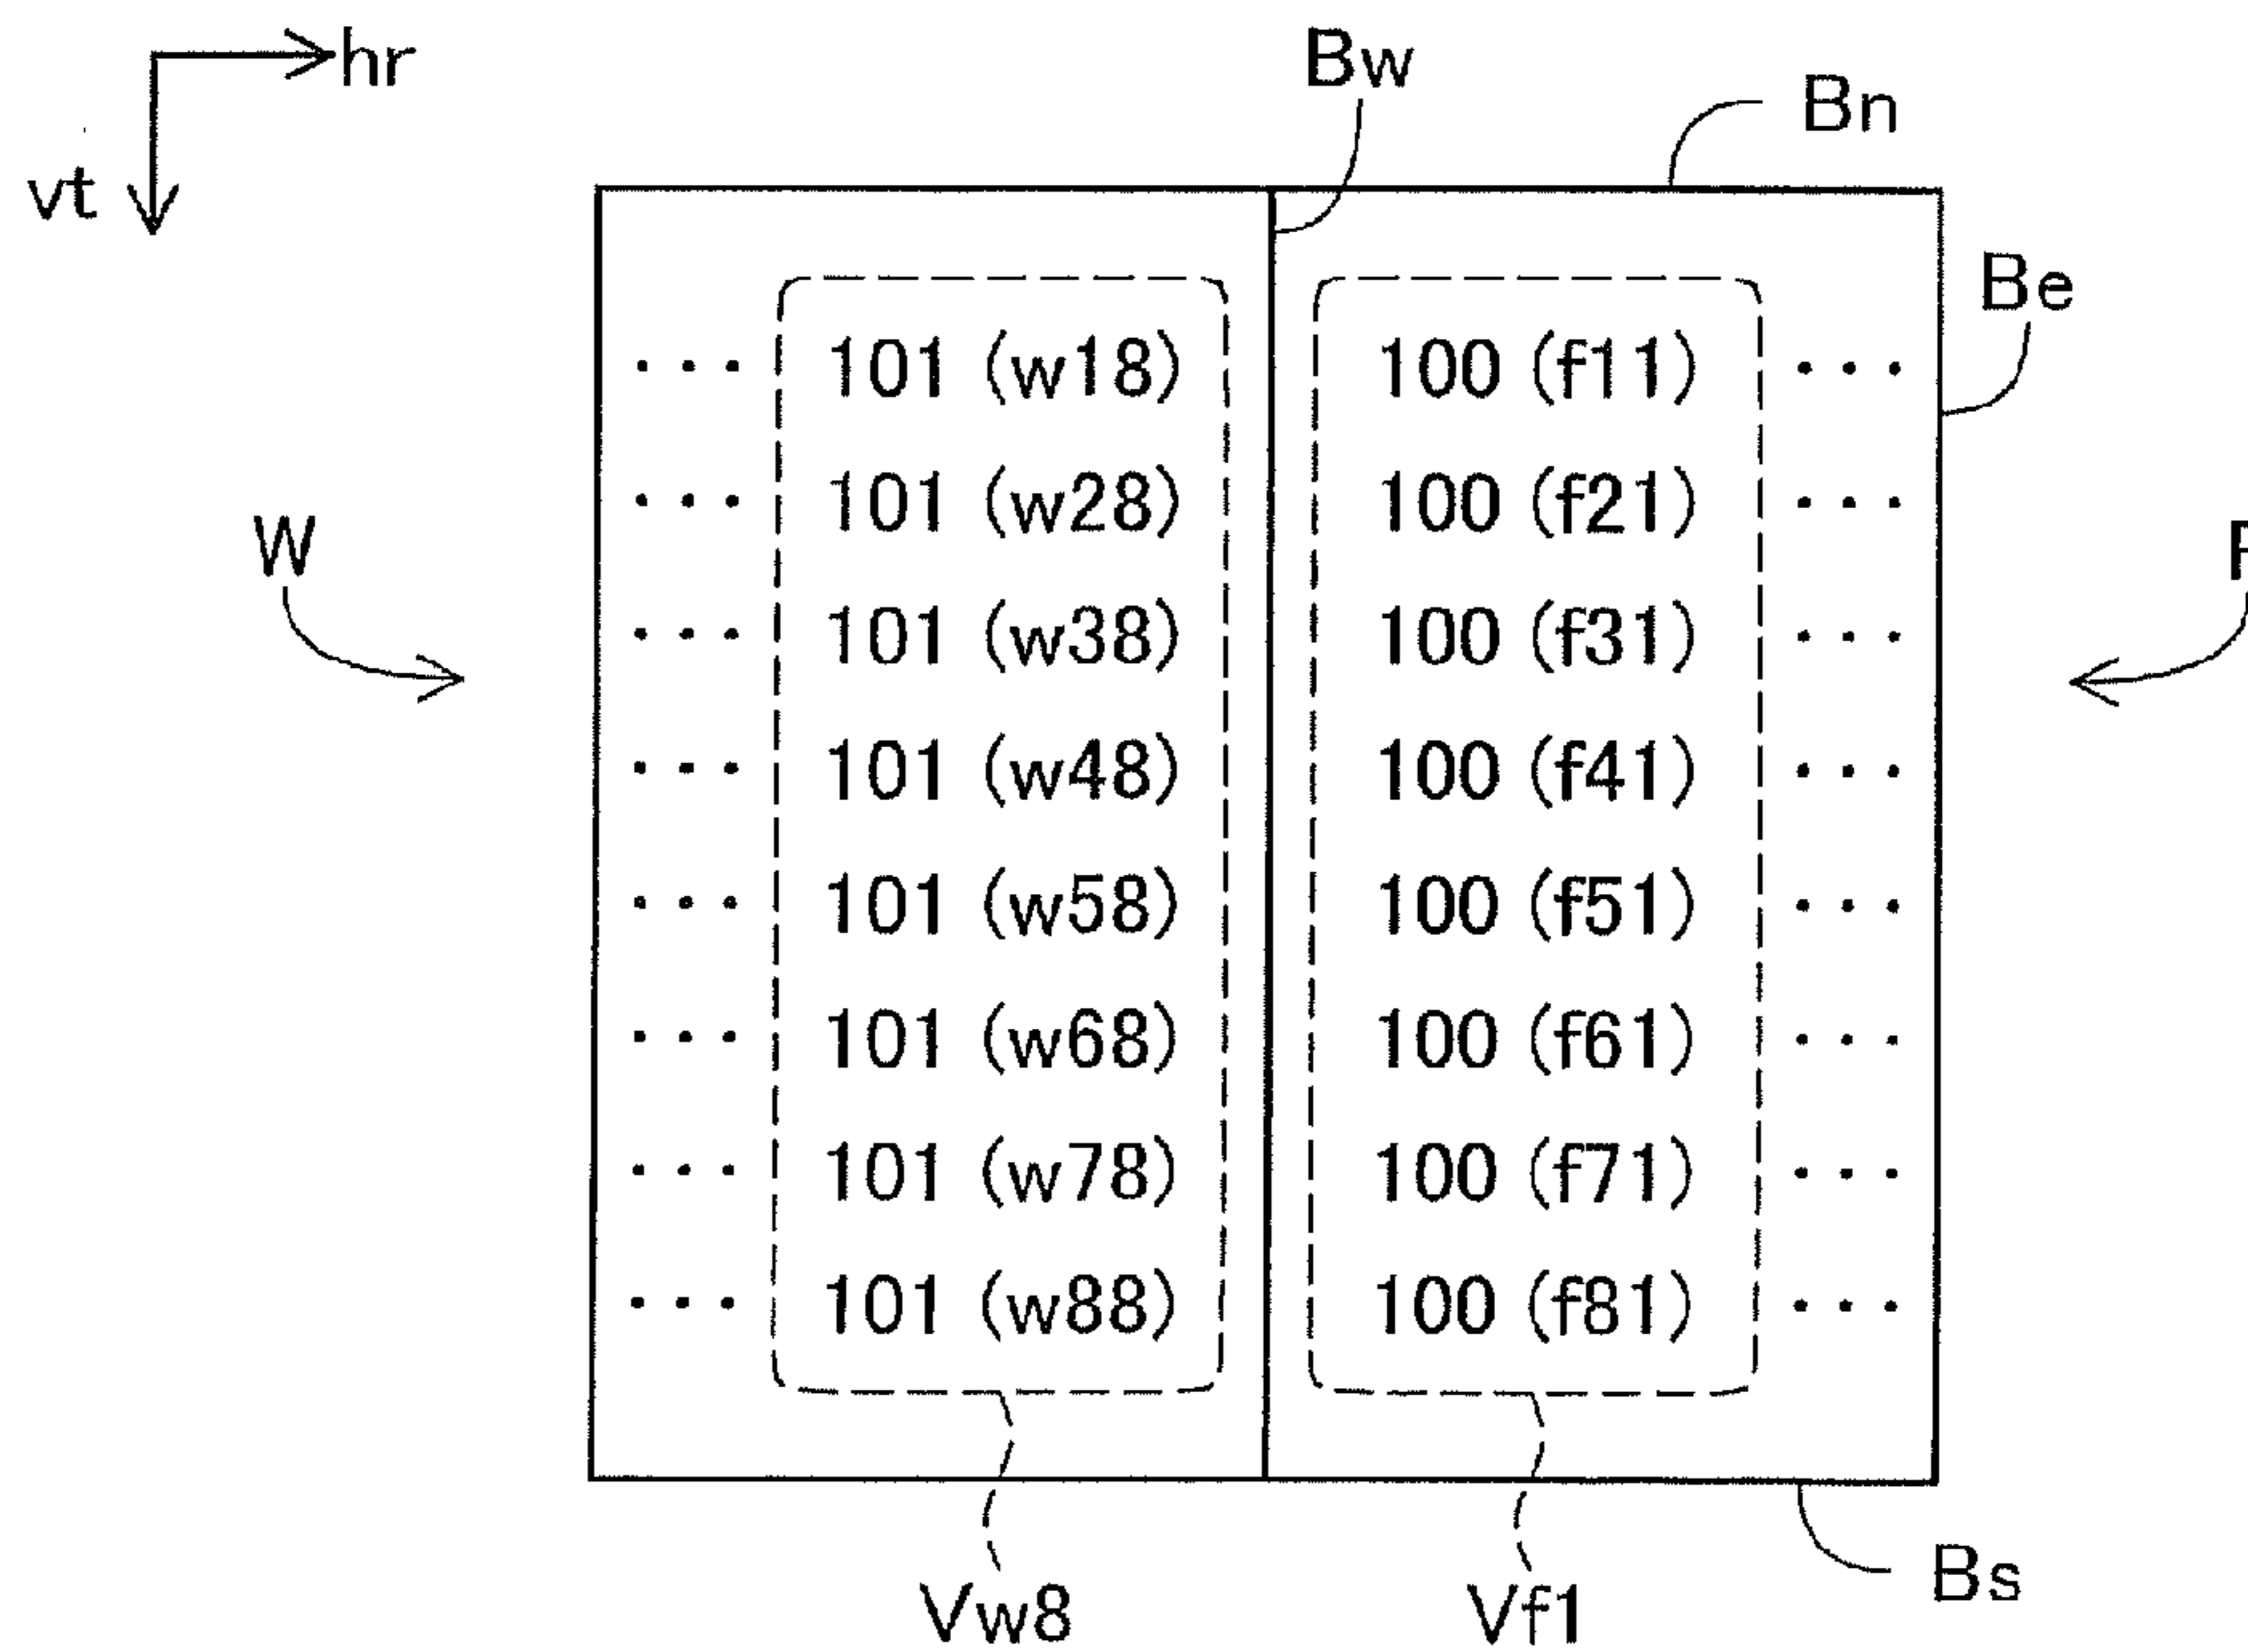 hr
vt
Bw
Bn
Be
W
... 101 (w18) 100 (f11) ...
... 101 (w28) 100 (f21) ...
... 101 (w38) 100 (f31) ...
... 101 (w48) 100 (f41) ...
... 101 (w58) 100 (f51) ...
... 101 (w68) 100 (f61) ...
... 101 (w78) 100 (f71) ...
... 101 (w88) 100 (f81) ...
Vw8
Vf1
Bs